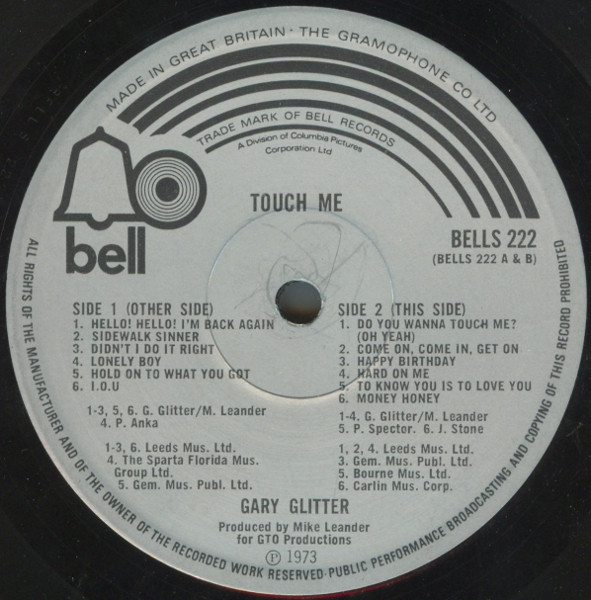 MADE IN GREAT BRITAIN · THE GRAMOPHONE CO LTD
TRADE MARK OF BELL RECORDS
A Division of Columbia Pictures
Corporation Ltd
bell
TOUCH ME
BELLS 222
(BELLS 222 A & B)
SIDE 1 (OTHER SIDE)
1. HELLO! HELLO! I'M BACK AGAIN
2. SIDEWALK SINNER
3. DIDN'T I DO IT RIGHT
4. LONELY BOY
5. HOLD ON TO WHAT YOU GOT
6. I.O.U
1-3, 5, 6. G. Glitter/M. Leander
4. P. Anka
1-3, 6. Leeds Mus. Ltd.
4. The Sparta Florida Mus.
Group Ltd.
5. Gem. Mus. Publ. Ltd.
SIDE 2 (THIS SIDE)
1. DO YOU WANNA TOUCH ME?
(OH YEAH)
2. COME ON, COME IN, GET ON
3. HAPPY BIRTHDAY
4. HARD ON ME
5. TO KNOW YOU IS TO LOVE YOU
6. MONEY HONEY
1-4. G. Glitter/M. Leander
5. P. Spector. 6. J. Stone
1, 2, 4. Leeds Mus. Ltd.
3. Gem. Mus. Publ. Ltd.
5. Bourne Mus. Ltd.
6. Carlin Mus. Corp.
GARY GLITTER
Produced by Mike Leander
for GTO Productions
℗ 1973
ALL RIGHTS OF THE MANUFACTURER AND OF THE OWNER OF THE RECORDED WORK RESERVED·PUBLIC PERFORMANCE BROADCASTING AND COPYING OF THIS RECORD PROHIBITED